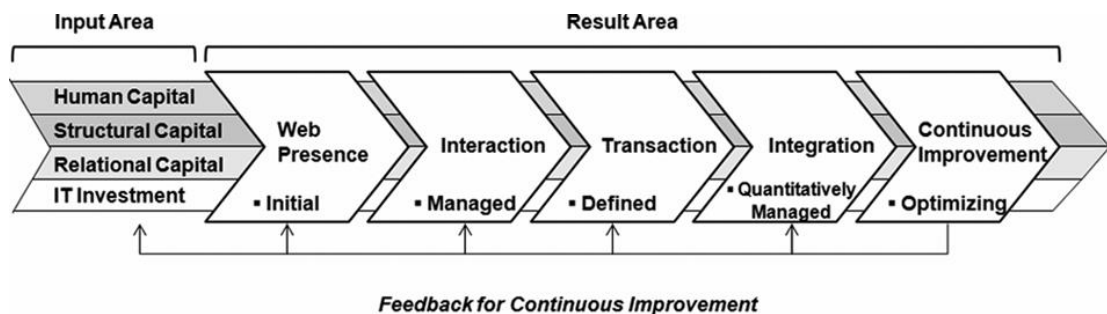 Input Area
Result Area
Human Capital
Structural Capital
Relational Capital
IT Investment
Web
Presence
▪ Initial
Interaction
▪ Managed
Transaction
▪ Defined
Integration
▪ Quantitatively
Managed
Continuous
Improvement
▪ Optimizing
Feedback for Continuous Improvement